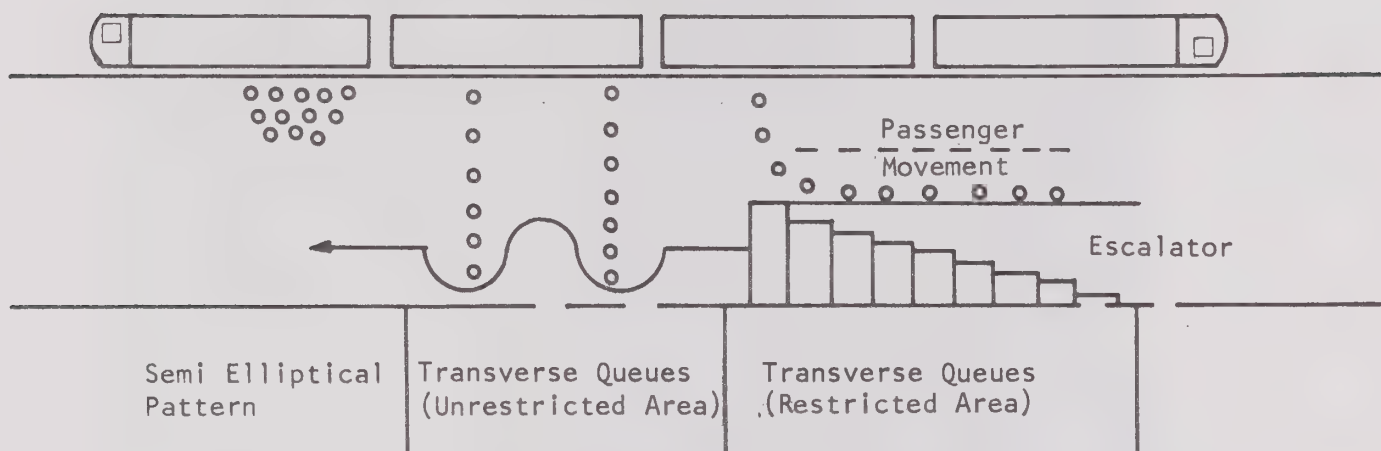 Passenger
Movement
Escalator
Semi Elliptical
Pattern
Transverse Queues
(Unrestricted Area)
Transverse Queues
(Restricted Area)